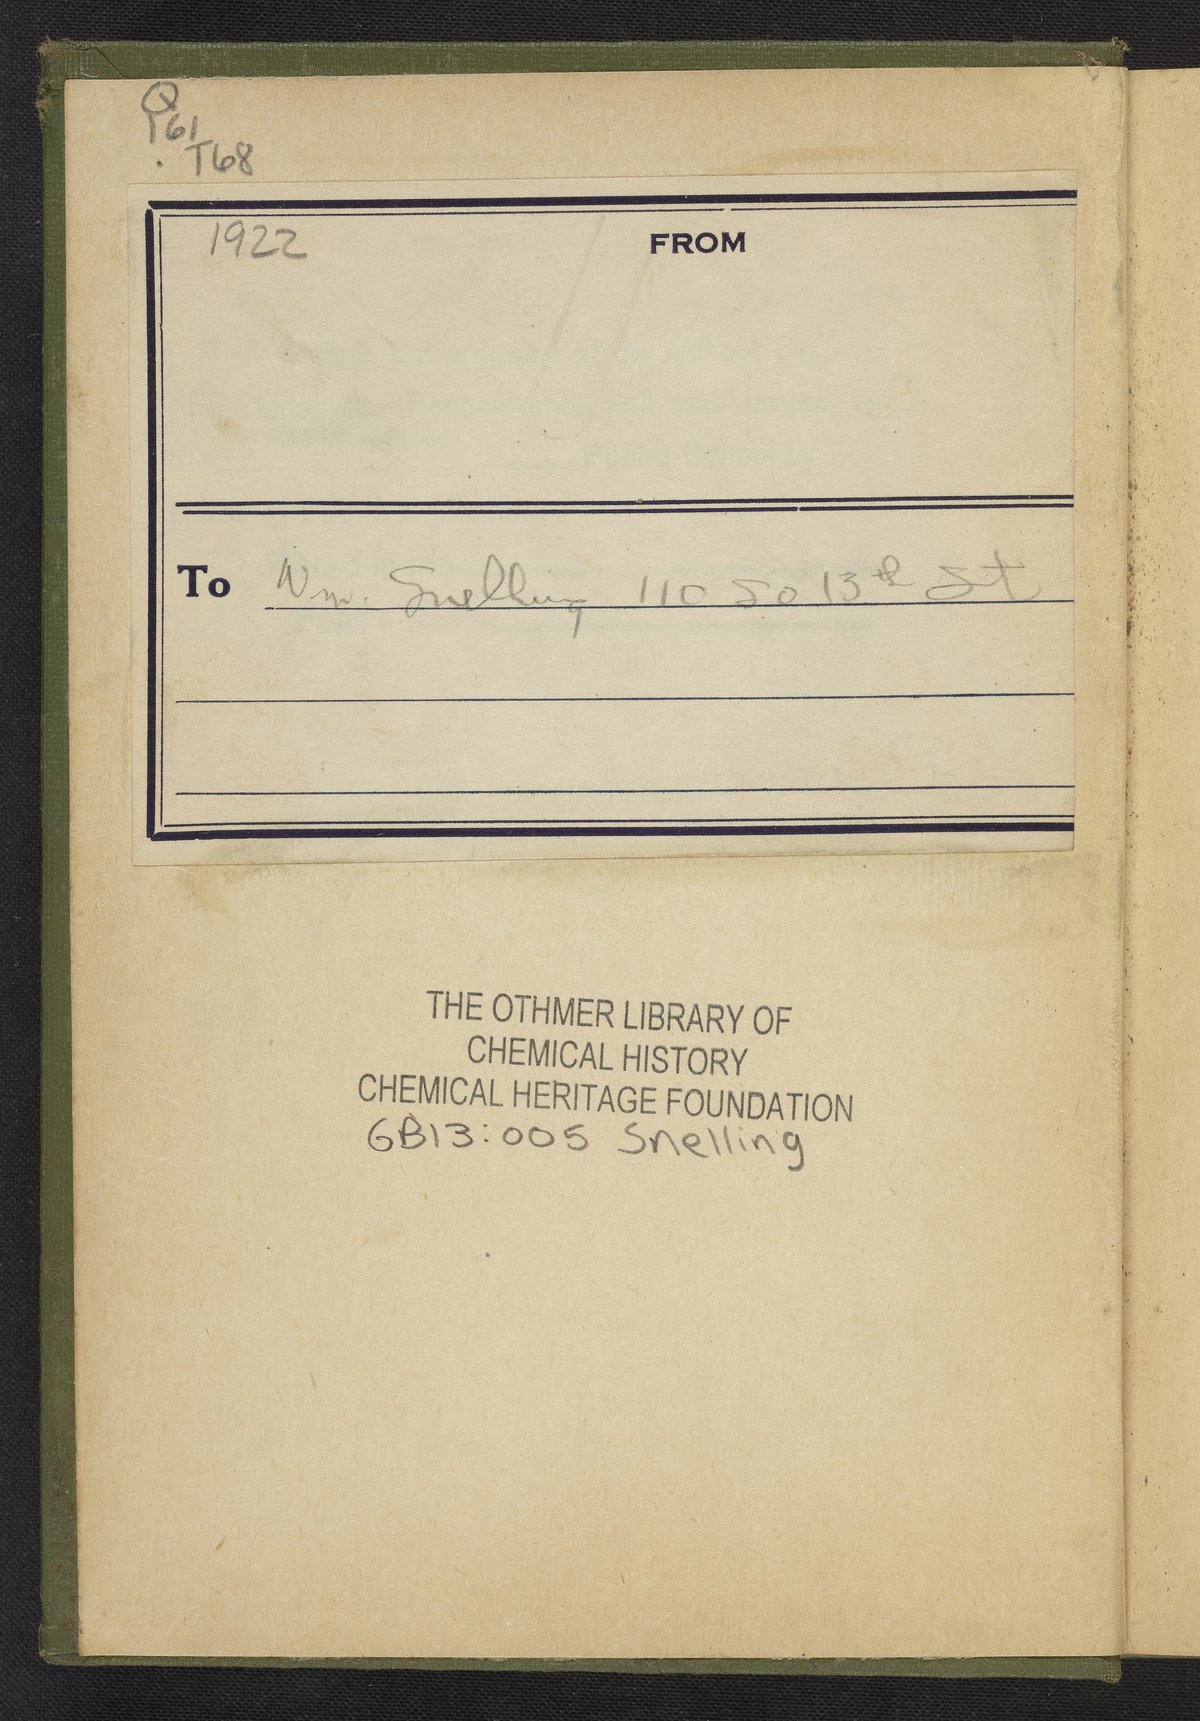 Q
161
.T68
1922
FROM
To Wm. Snelling 110 So 13th St
THE OTHMER LIBRARY OF
CHEMICAL HISTORY
CHEMICAL HERITAGE FOUNDATION
GB13:005 Snelling